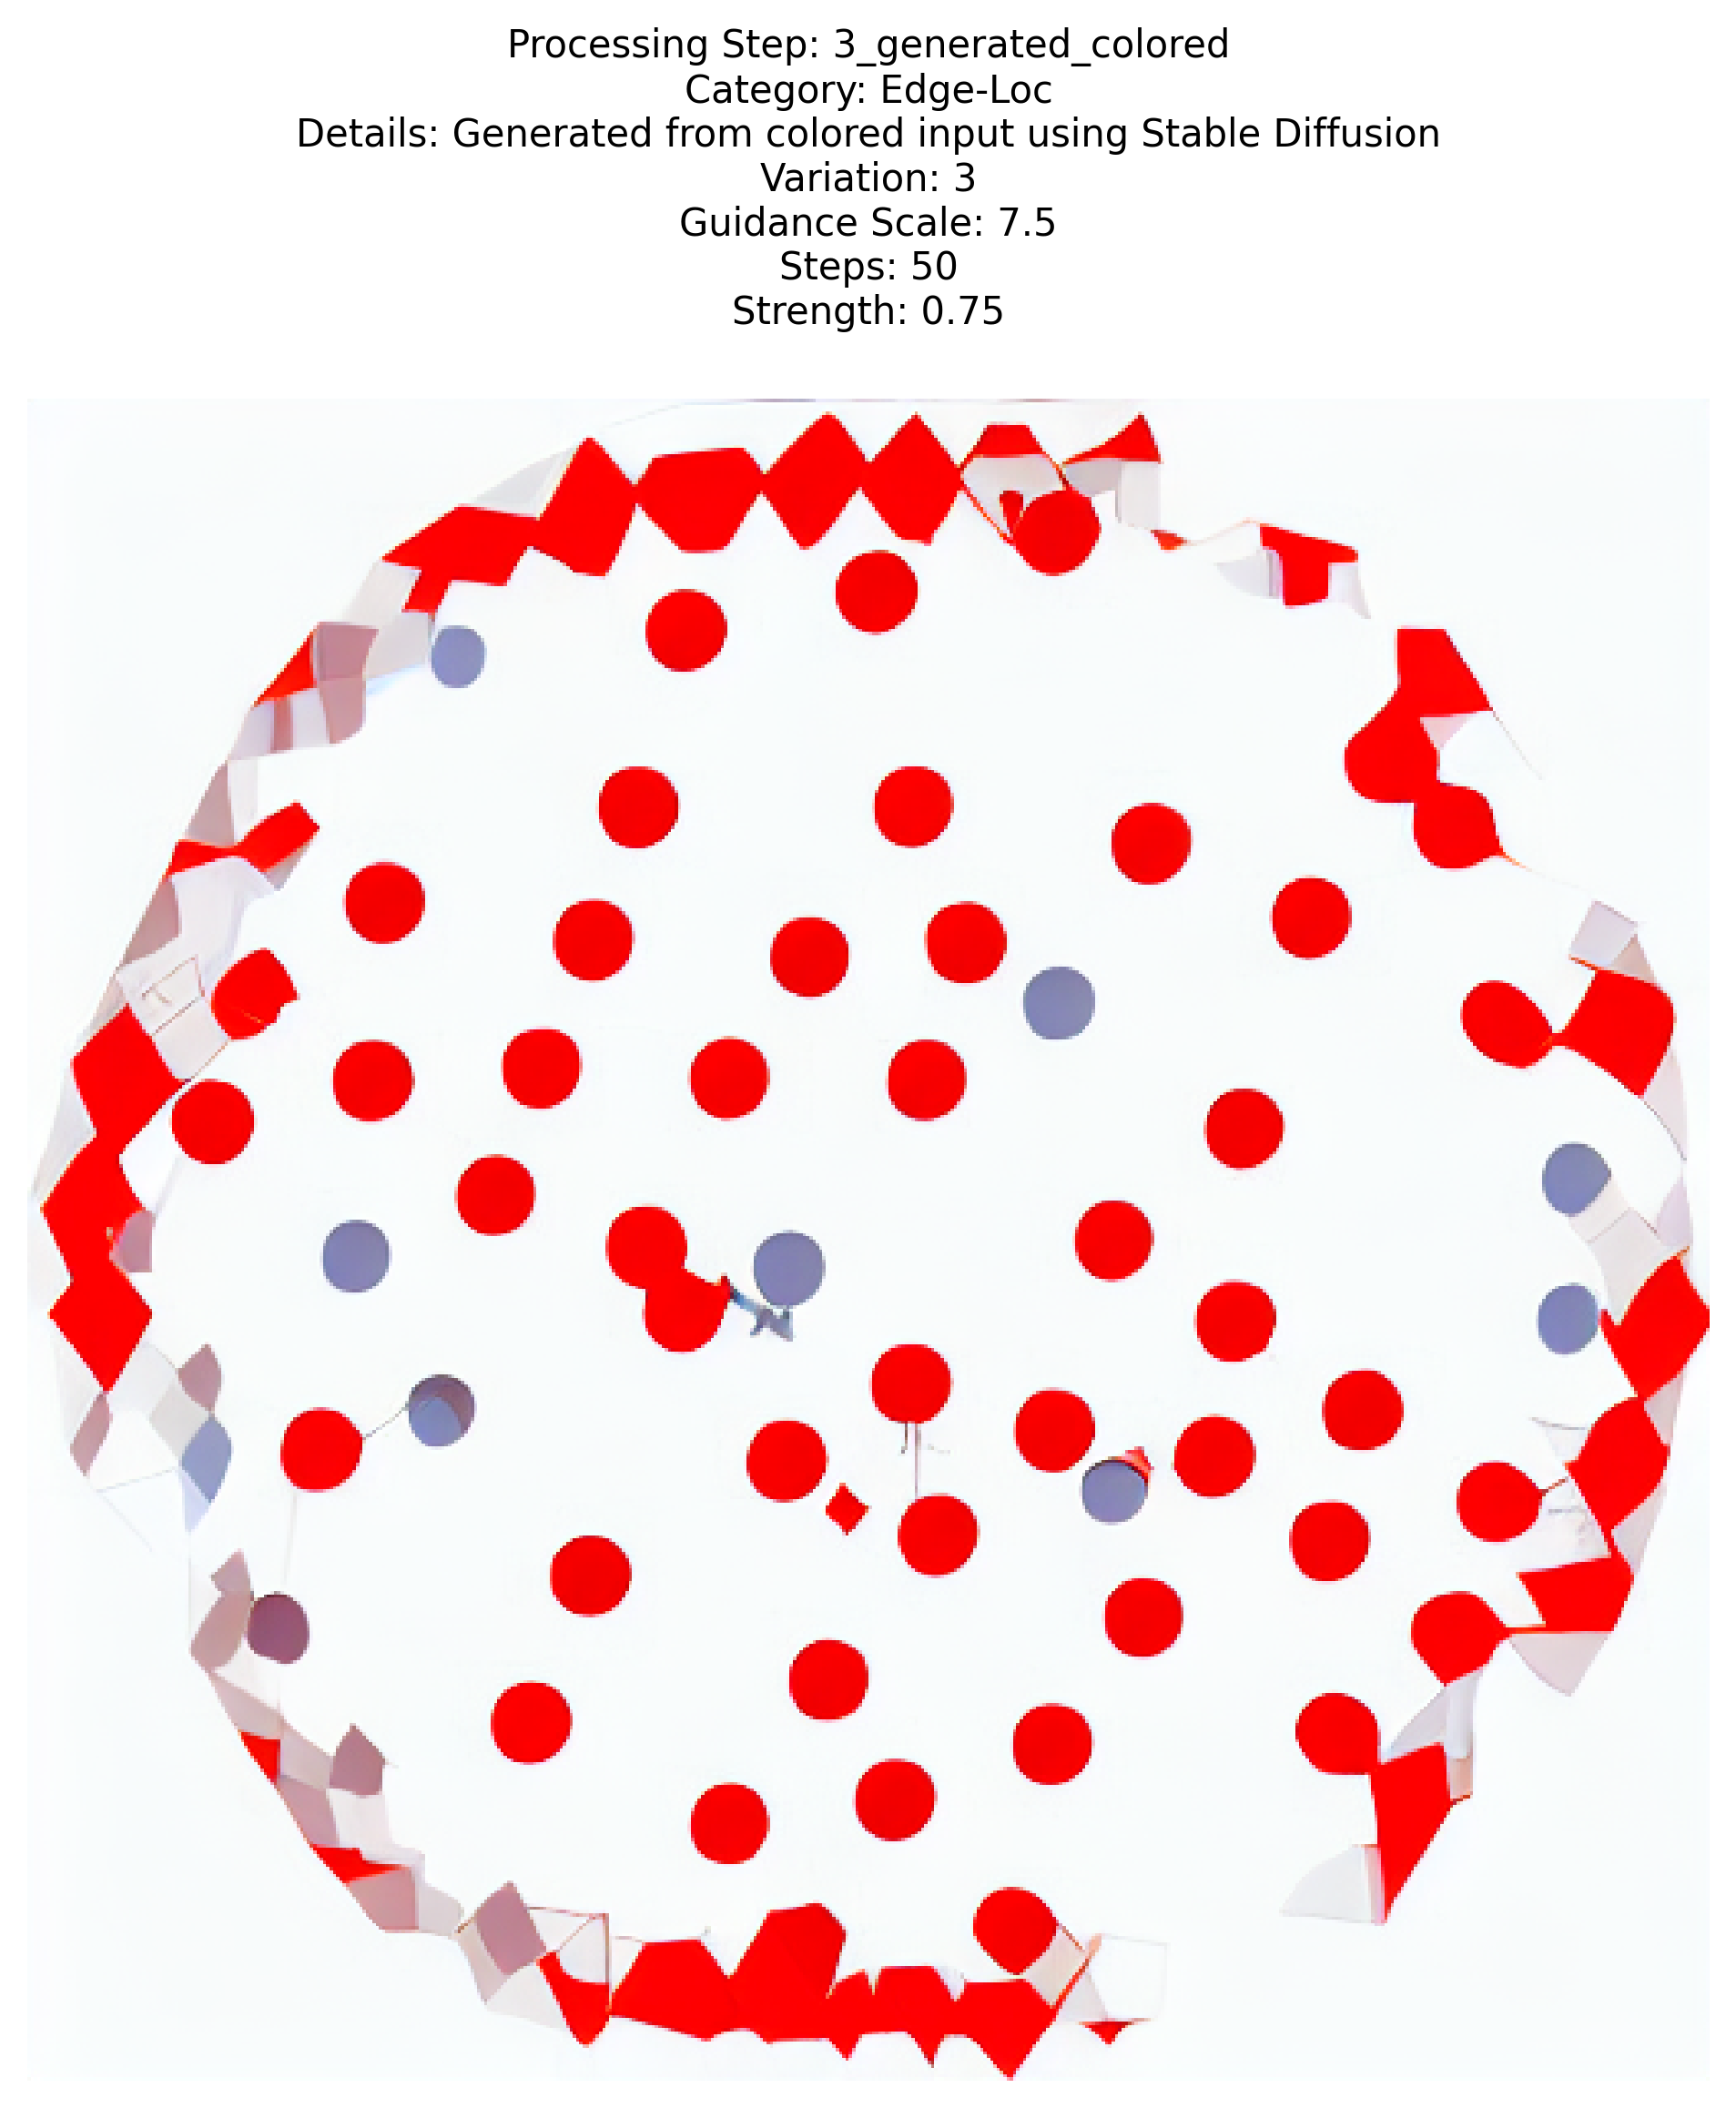 Processing Step: 3_generated_colored
Category: Edge-Loc
Details: Generated from colored input using Stable Diffusion
Variation: 3
Guidance Scale: 7.5
Steps: 50
Strength: 0.75